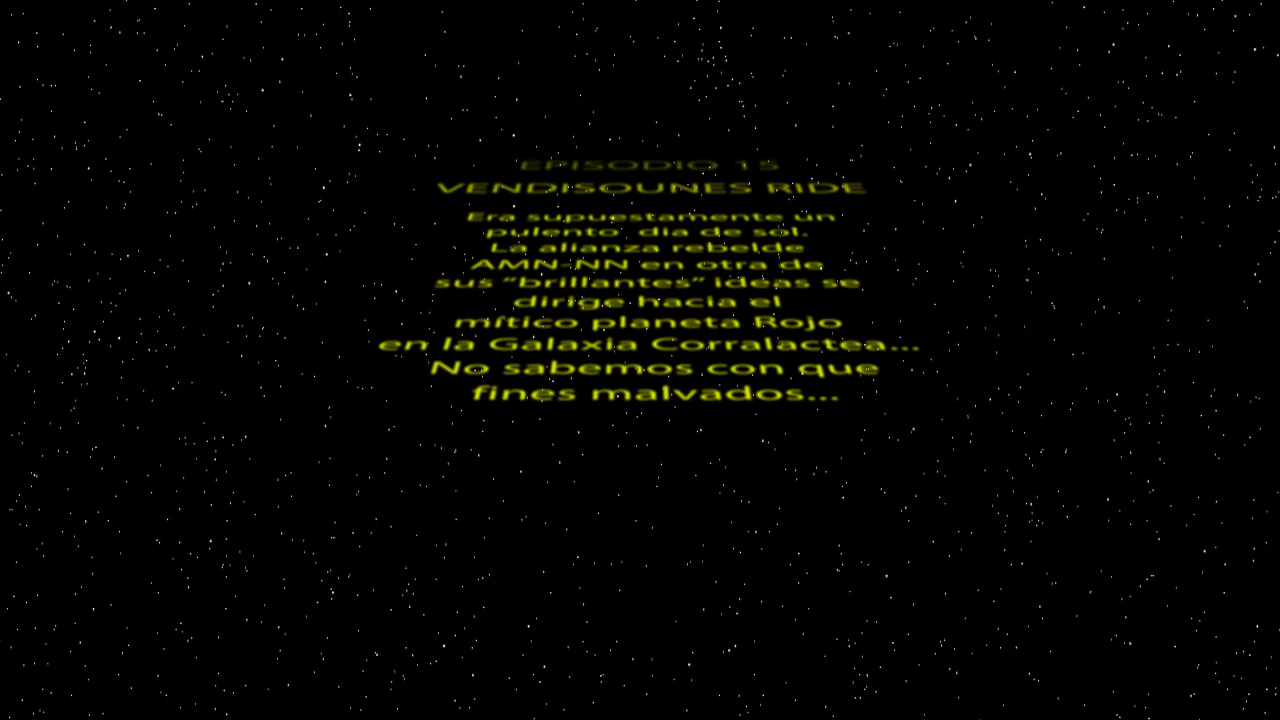 EPISODIO 15
VENDISOUNES RIDE
Era supuestamente un
pulento dia de sol.
La alianza rebelde
AMN-NN en otra de
sus “brillantes” ideas se
dirige hacia el
mítico planeta Rojo
en la Galaxia Corralactea...
No sabemos con que
fines malvados...